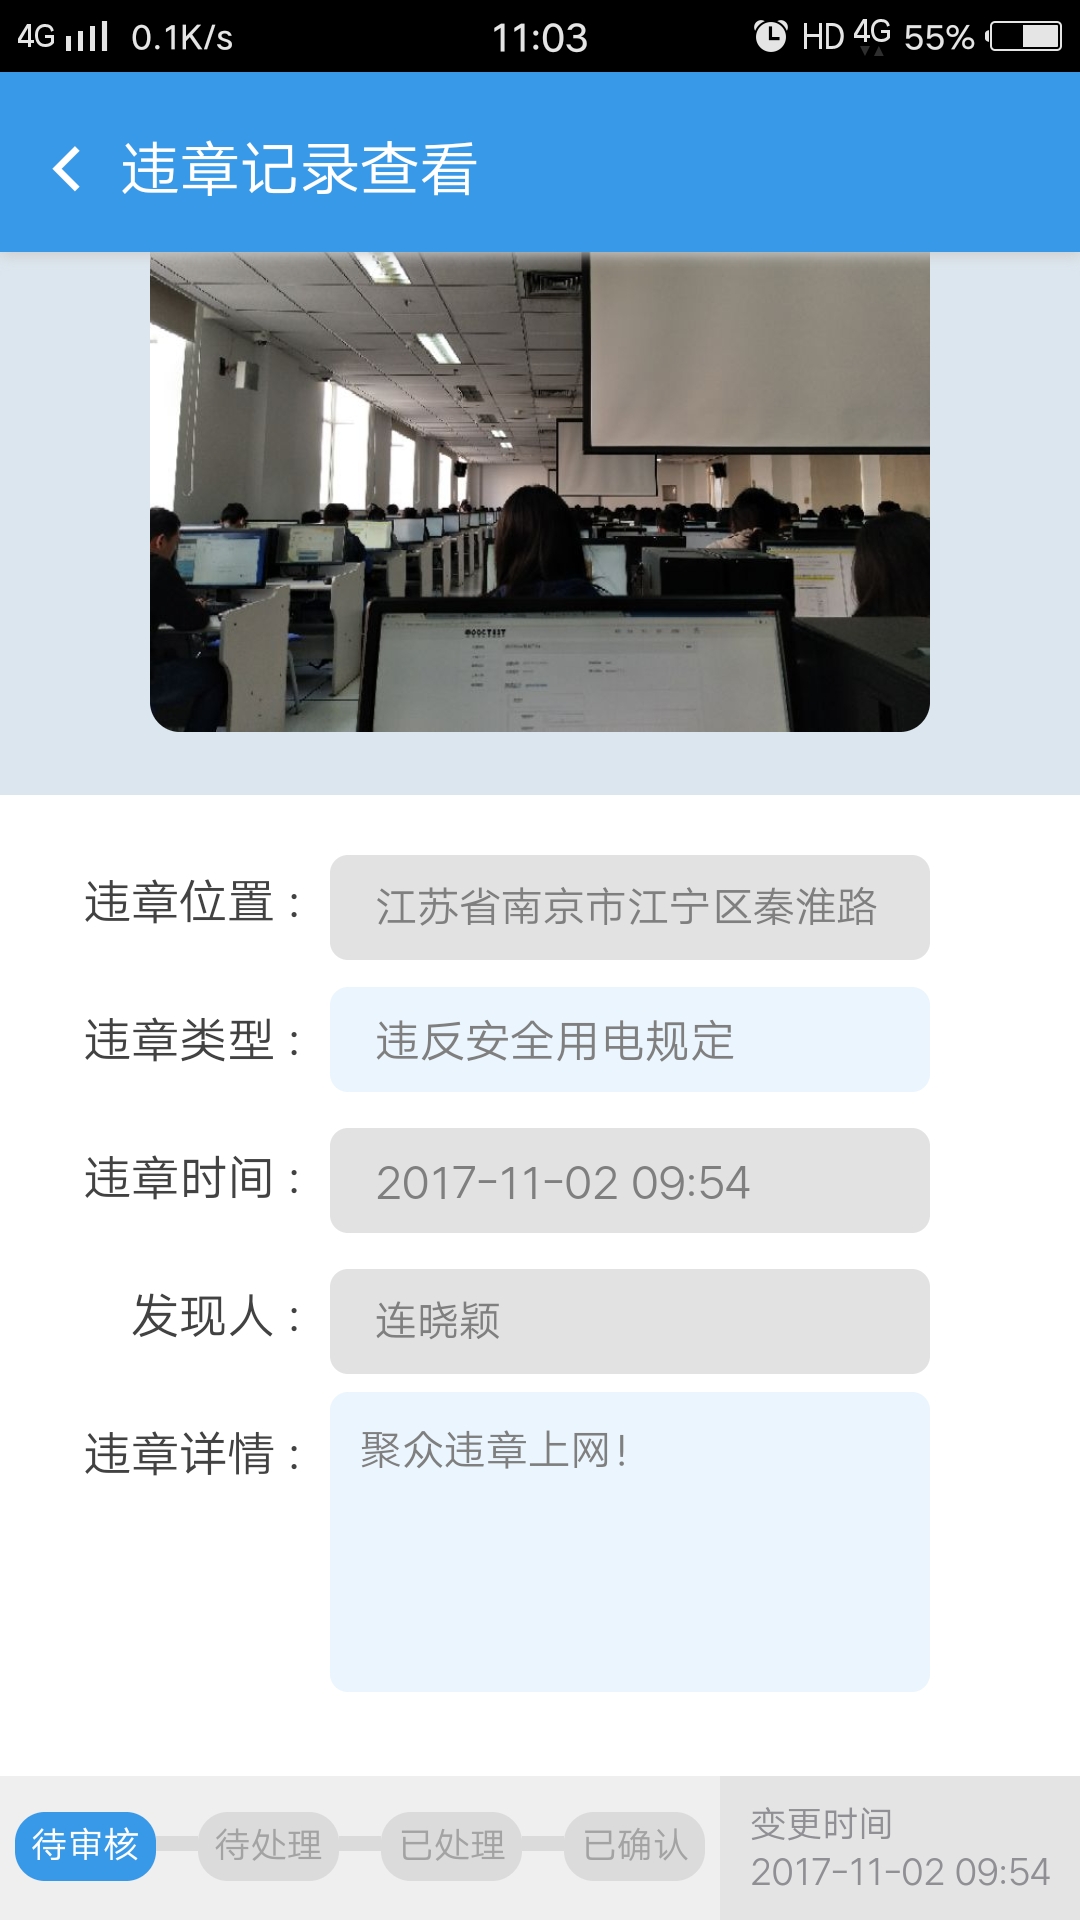 4G 0.1K/s 11:03 HD 4G 55%
违章记录查看
MOOCTEST
违章位置： 江苏省南京市江宁区秦淮路
违章类型： 违反安全用电规定
违章时间： 2017-11-02 09:54
发现人： 连晓颖
违章详情： 聚众违章上网！
待审核 待处理 已处理 已确认
变更时间
2017-11-02 09:54